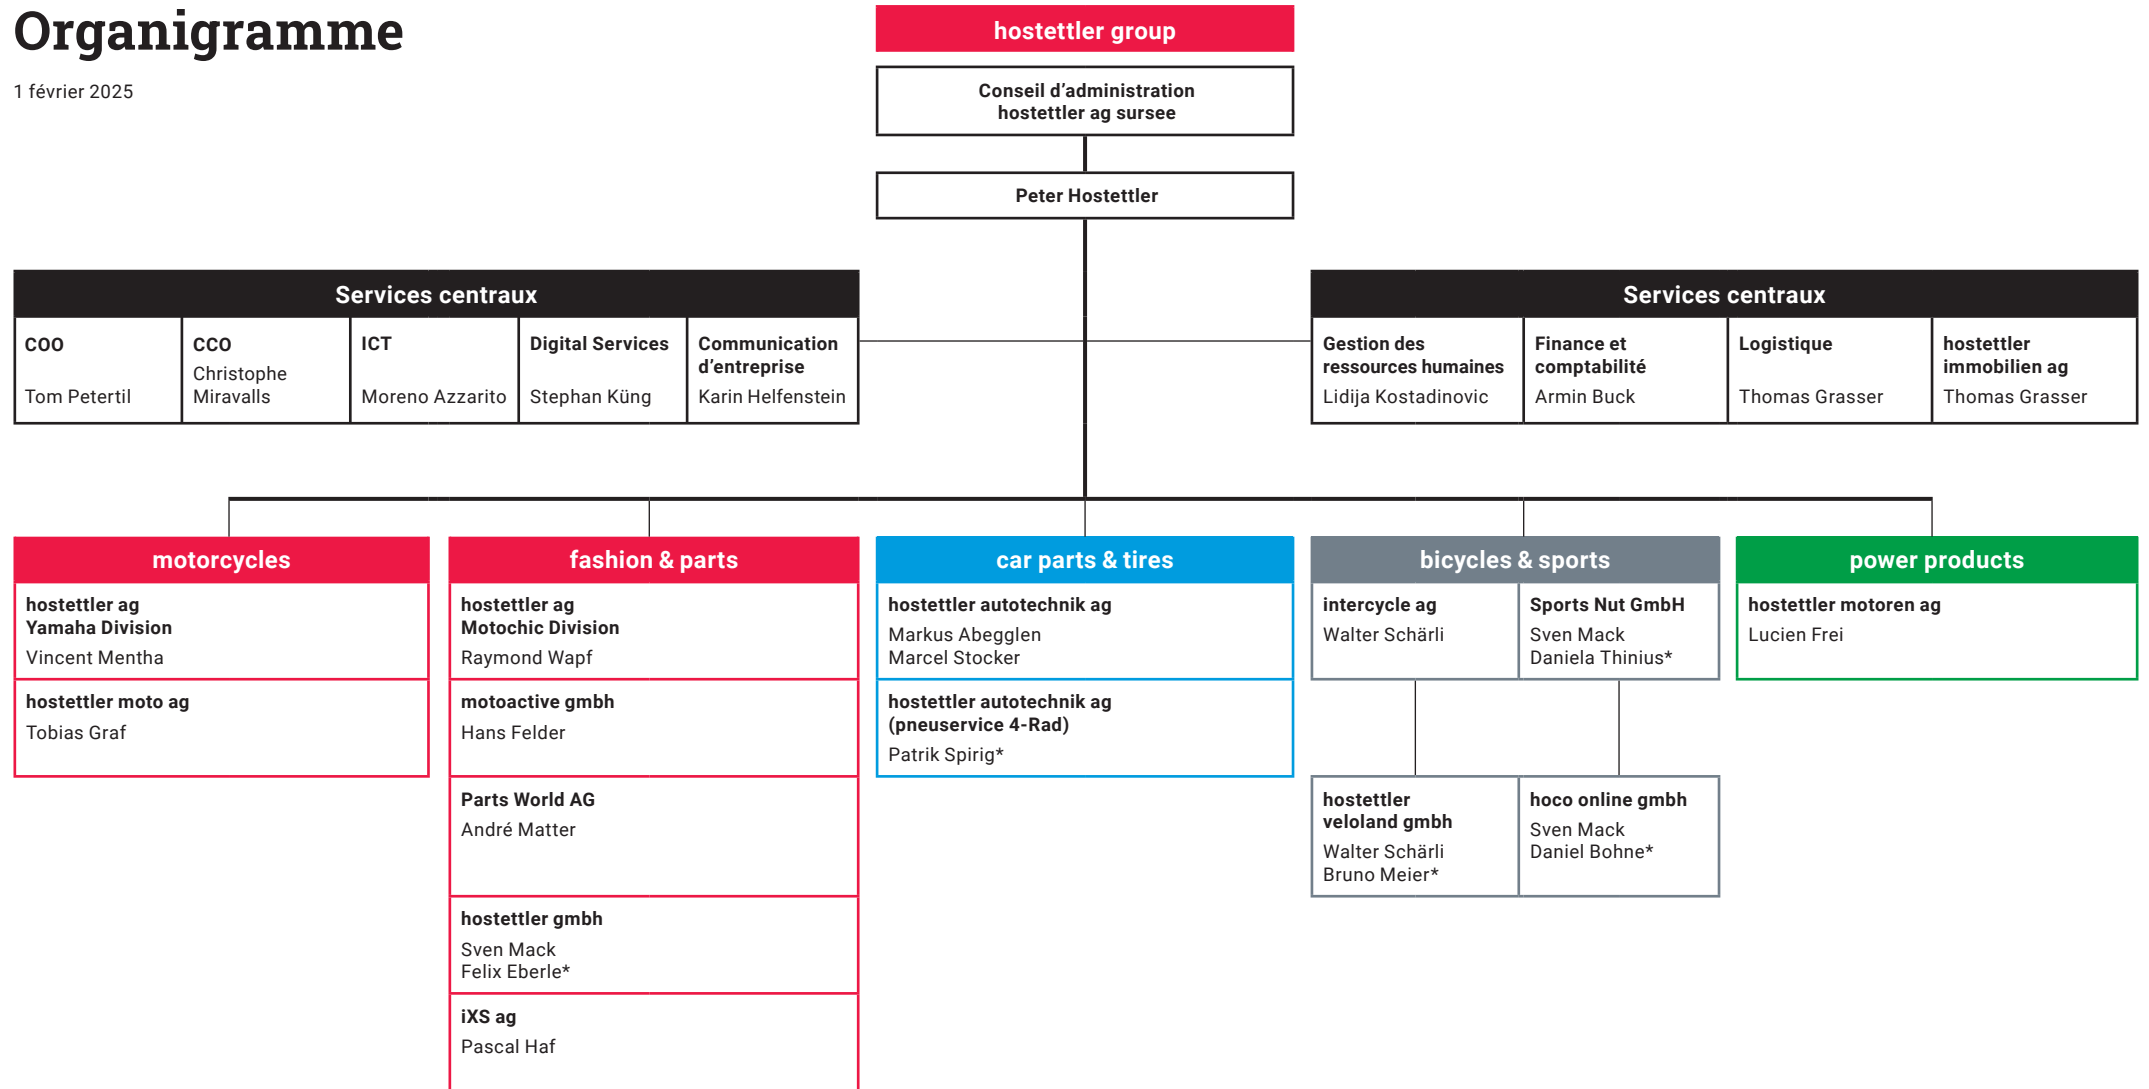 Organigramme
1 février 2025
hostettler group
Conseil d’administration
hostettler ag sursee
Peter Hostettler
Services centraux
COO
Tom Petertil
CCO
Christophe
Miravalls
ICT
Moreno Azzarito
Digital Services
Stephan Küng
Communication
d’entreprise
Karin Helfenstein
Services centraux
Gestion des
ressources humaines
Lidija Kostadinovic
Finance et
comptabilité
Armin Buck
Logistique
Thomas Grasser
hostettler
immobilien ag
Thomas Grasser
motorcycles
hostettler ag
Yamaha Division
Vincent Mentha
hostettler moto ag
Tobias Graf
fashion & parts
hostettler ag
Motochic Division
Raymond Wapf
motoactive gmbh
Hans Felder
Parts World AG
André Matter
hostettler gmbh
Sven Mack
Felix Eberle*
iXS ag
Pascal Haf
car parts & tires
hostettler autotechnik ag
Markus Abegglen
Marcel Stocker
hostettler autotechnik ag
(pneuservice 4-Rad)
Patrik Spirig*
bicycles & sports
intercycle ag
Walter Schärli
Sports Nut GmbH
Sven Mack
Daniela Thinius*
hostettler
veloland gmbh
Walter Schärli
Bruno Meier*
hoco online gmbh
Sven Mack
Daniel Bohne*
power products
hostettler motoren ag
Lucien Frei